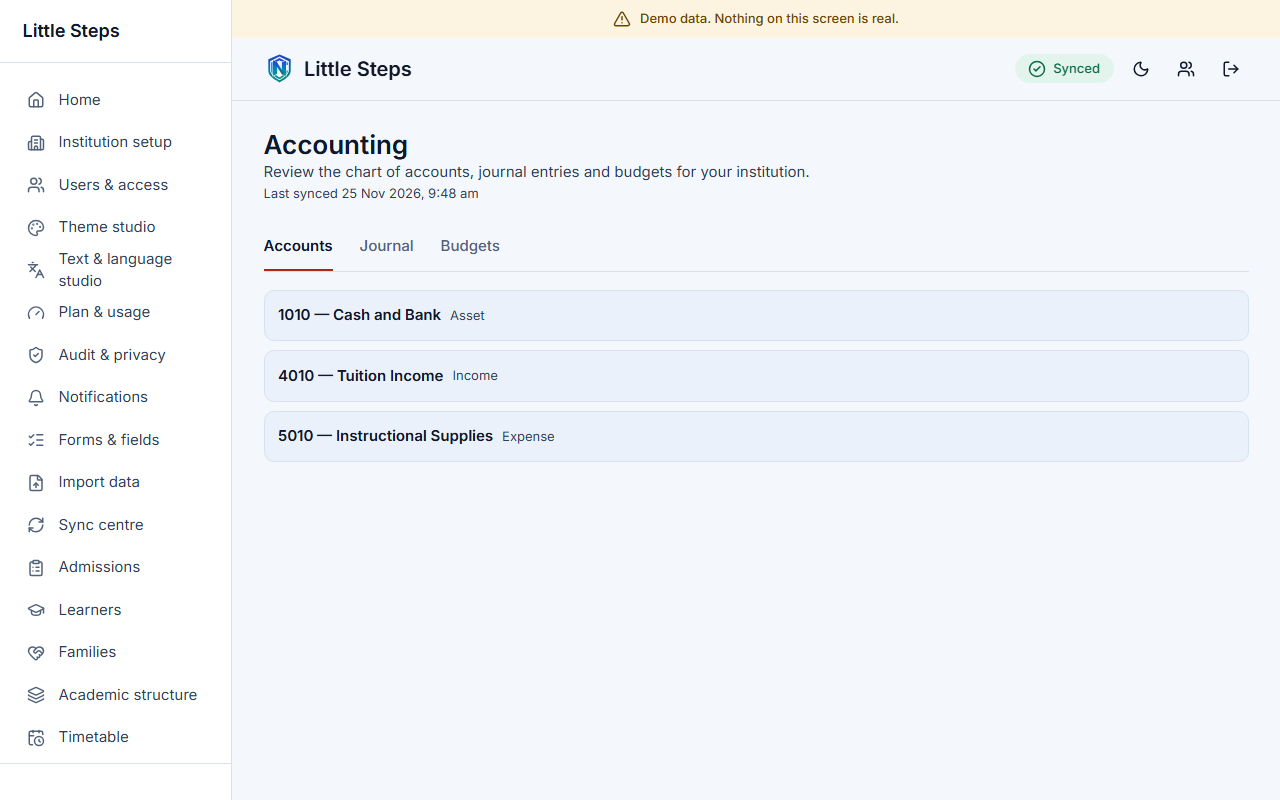 Little Steps
Home
Institution setup
Users & access
Theme studio
Text & language
studio
Plan & usage
Audit & privacy
Notifications
Forms & fields
Import data
Sync centre
Admissions
Learners
Families
Academic structure
Timetable
Demo data. Nothing on this screen is real.
Little Steps
Synced
Accounting
Review the chart of accounts, journal entries and budgets for your institution.
Last synced 25 Nov 2026, 9:48 am
Accounts Journal Budgets
1010 — Cash and Bank Asset
4010 — Tuition Income Income
5010 — Instructional Supplies Expense